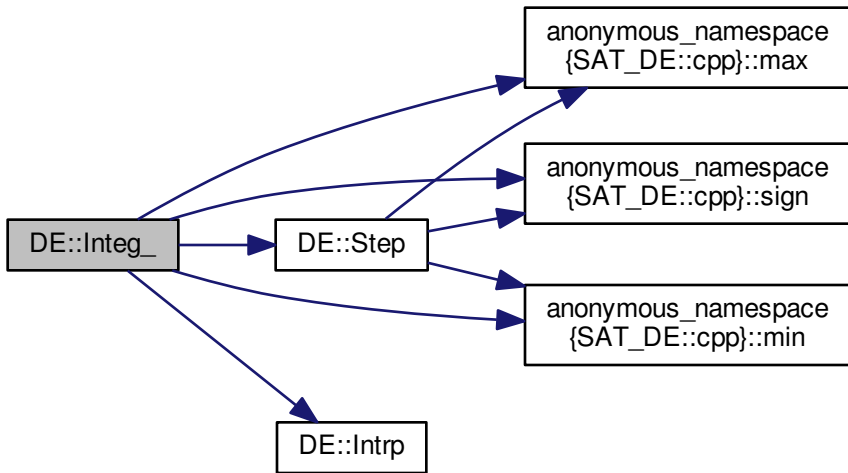 anonymous_namespace
{SAT_DE::cpp}::max
anonymous_namespace
{SAT_DE::cpp}::sign
DE::Integ_
DE::Step
anonymous_namespace
{SAT_DE::cpp}::min
DE::Intrp